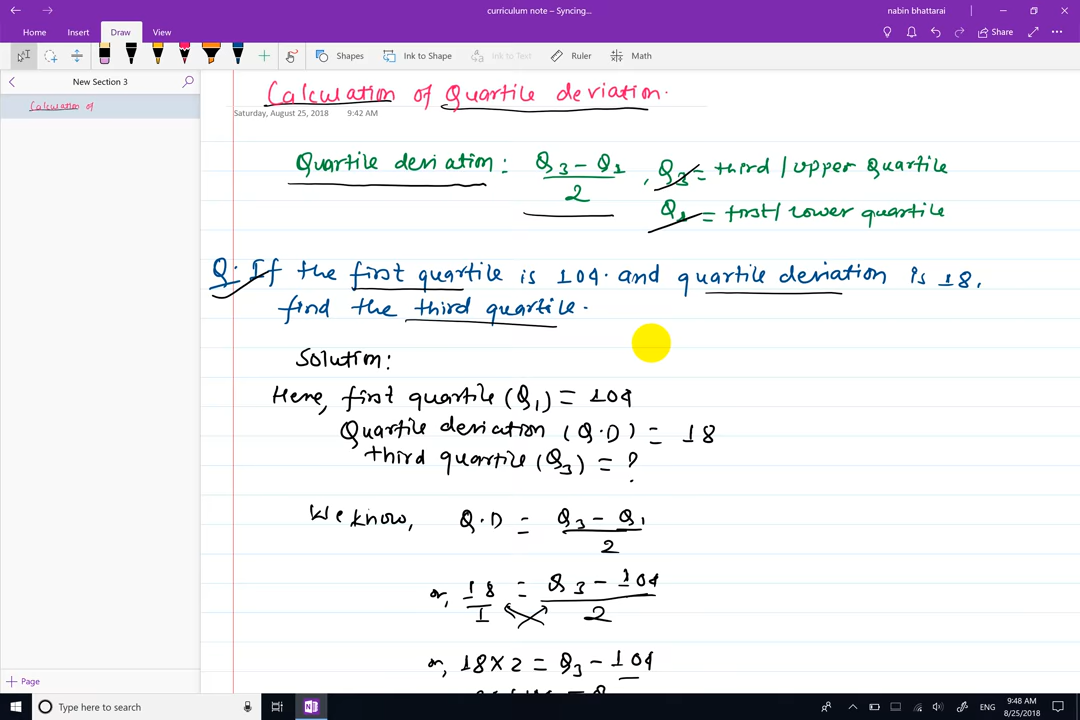 curriculum note – Syncing...
nabin bhattarai
Home Insert Draw View
Share
Shapes Ink to Shape Ink to Text Ruler Math
New Section 3
Calculation of
Calculation of Quartile deviation.
Saturday, August 25, 2018 9:42 AM
Quartile deviation: Q3 - Q1 / 2 , Q3 = third / upper Quartile
Q1 = first / lower quartile
Q. If the first quartile is 104. and quartile deviation is 18,
find the third quartile.
Solution:
Here, first quartile (Q1) = 104
Quartile deviation (Q.D) = 18
third quartile (Q3) = ?
We know, Q.D = Q3 - Q1 / 2
or, 18 / 1 = Q3 - 104 / 2
or, 18 × 2 = Q3 - 104
+ Page
Type here to search
ENG
9:48 AM
8/25/2018